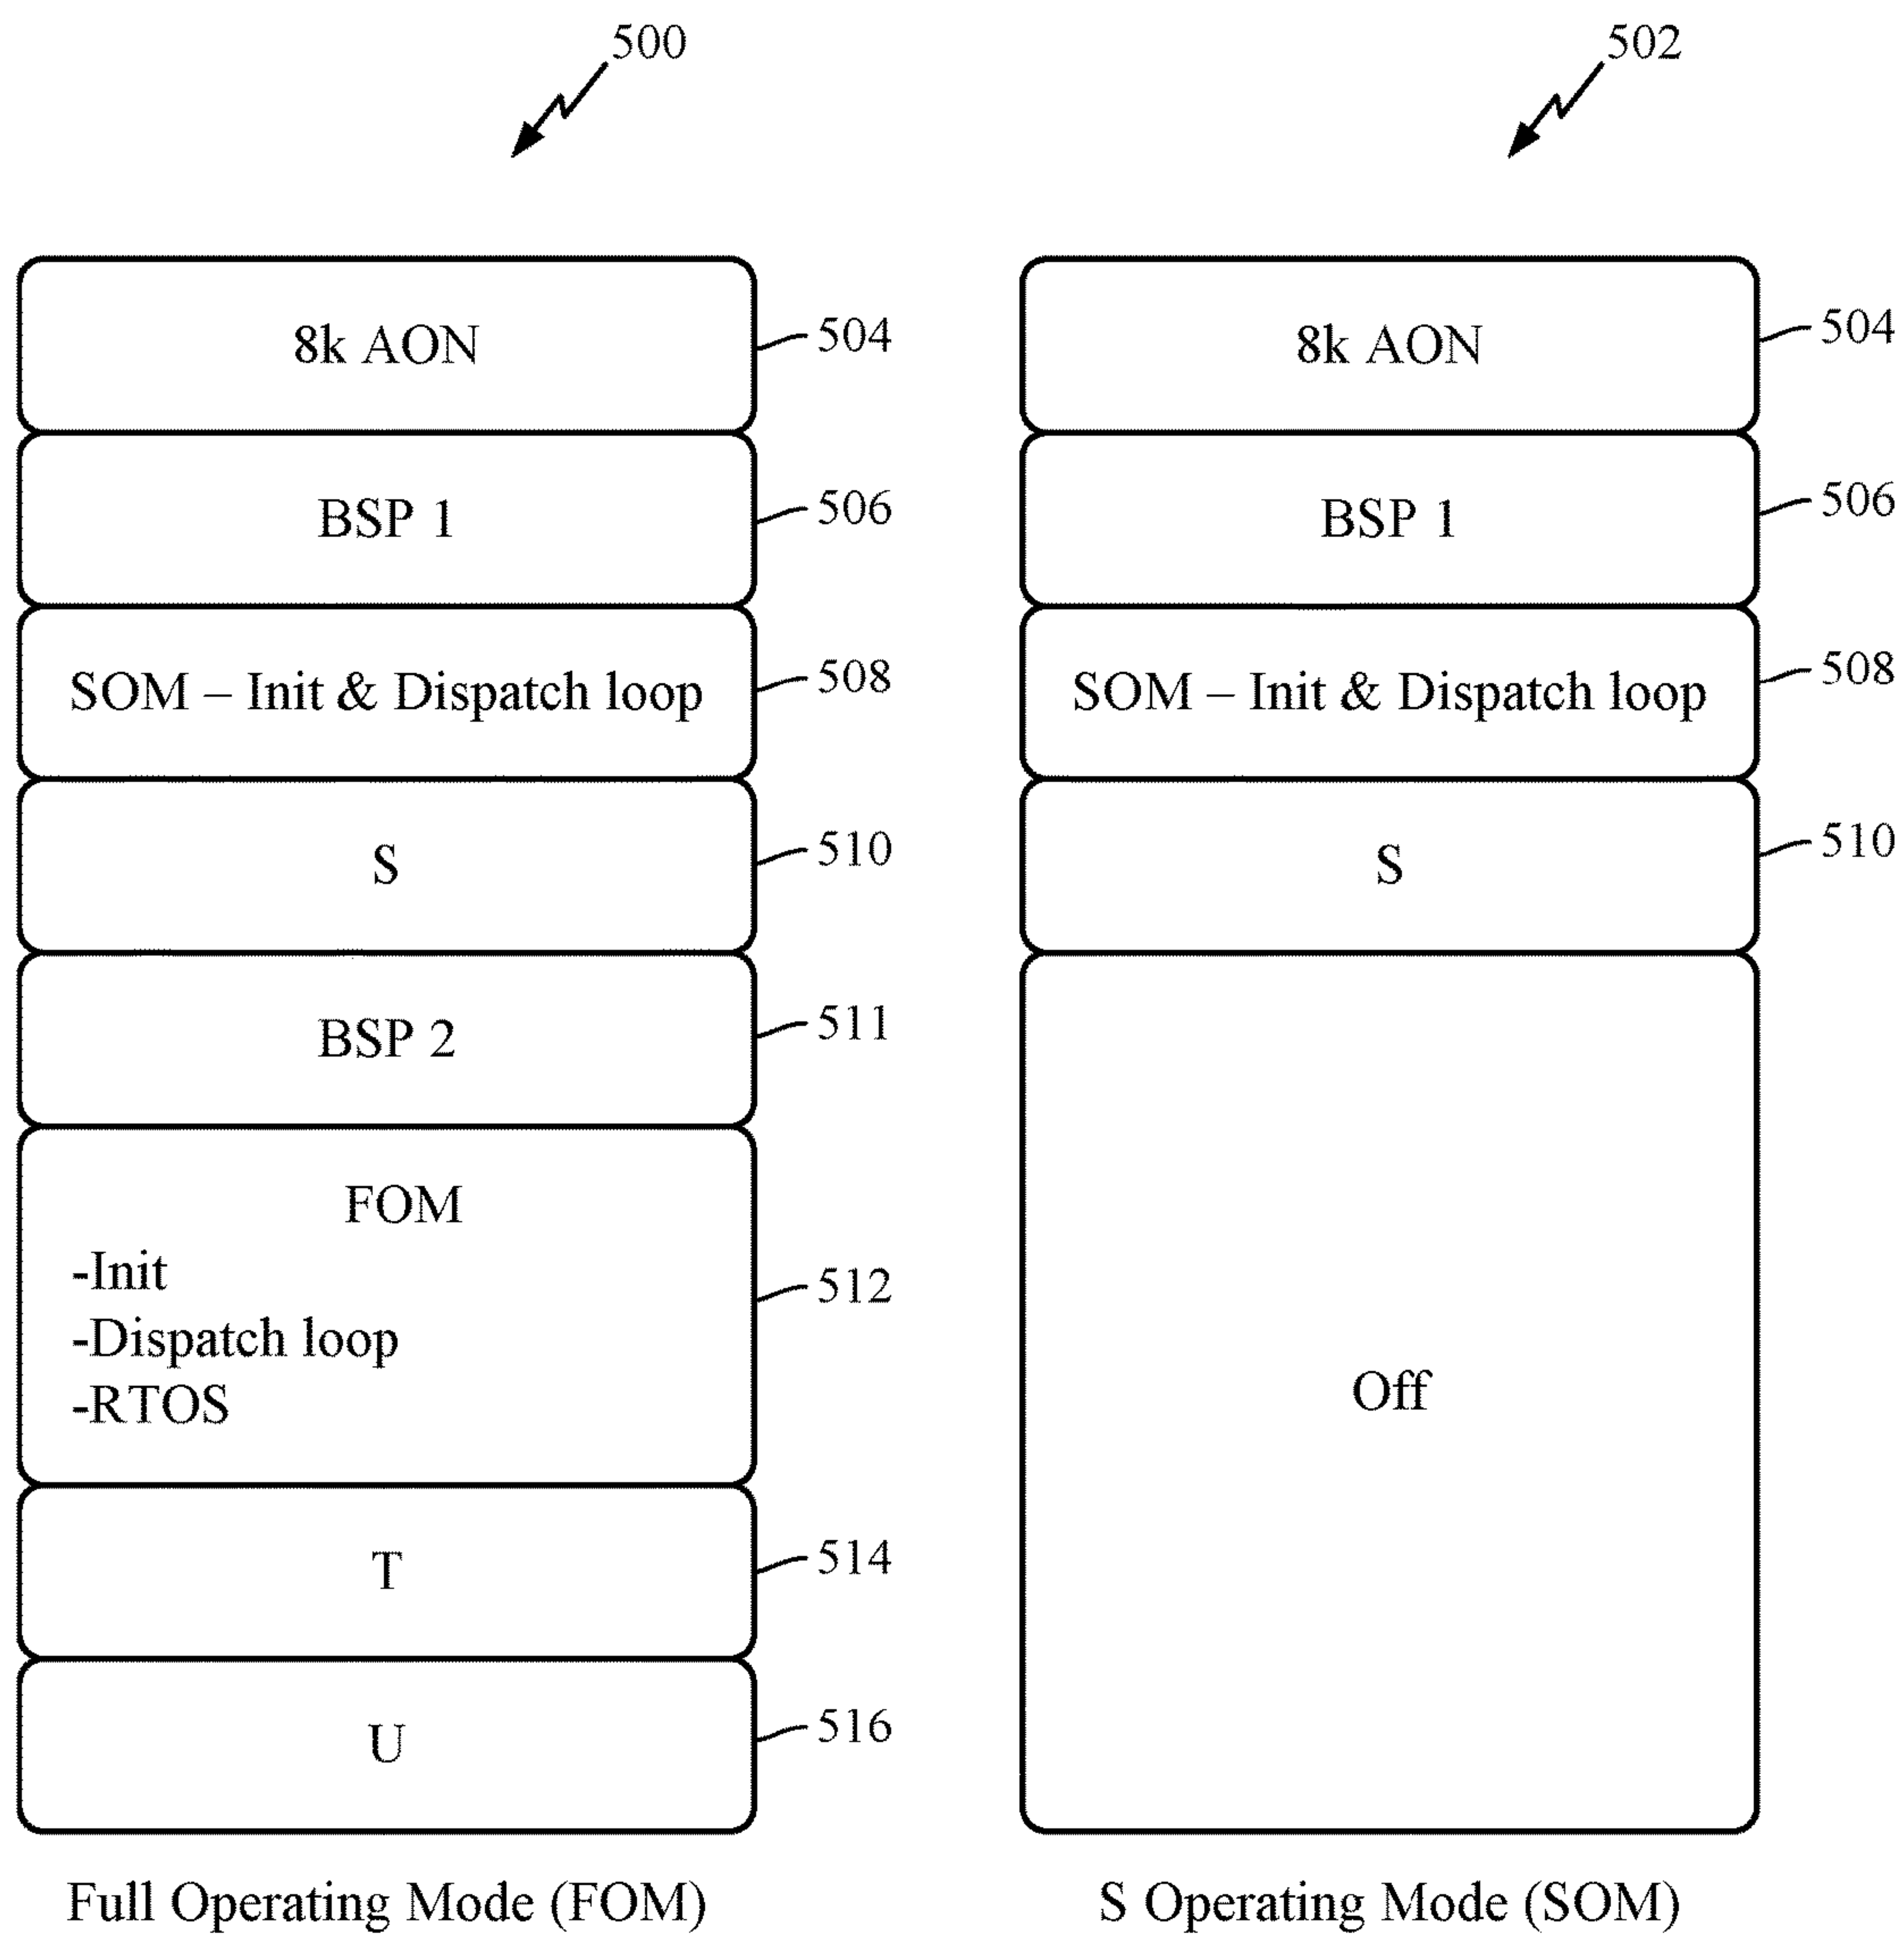 500
8k AON
504
BSP 1
506
SOM – Init & Dispatch loop
508
S
510
BSP 2
511
FOM
-Init
-Dispatch loop
-RTOS
512
T
514
U
516
Full Operating Mode (FOM)
502
8k AON
504
BSP 1
506
SOM – Init & Dispatch loop
508
S
510
Off
S Operating Mode (SOM)